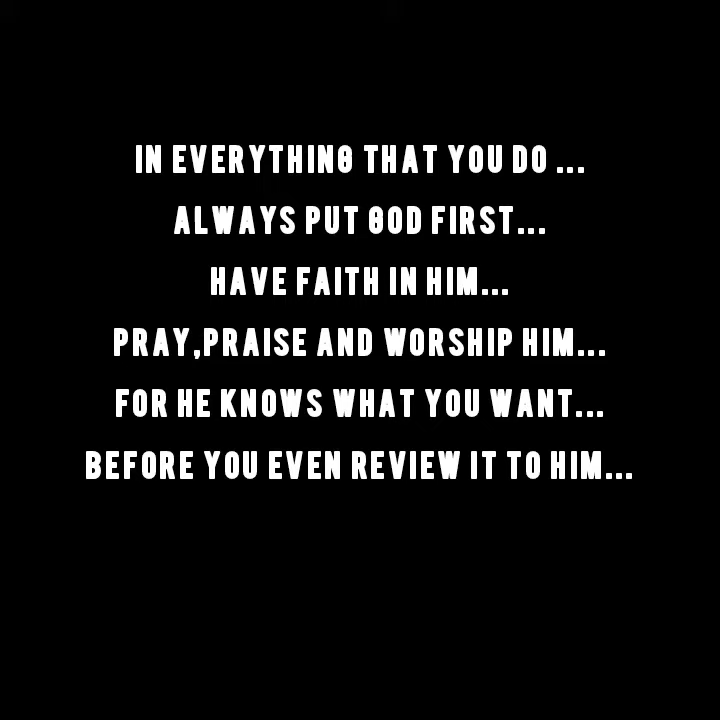 IN EVERYTHING THAT YOU DO ...
ALWAYS PUT GOD FIRST...
HAVE FAITH IN HIM...
PRAY,PRAISE AND WORSHIP HIM...
FOR HE KNOWS WHAT YOU WANT...
BEFORE YOU EVEN REVIEW IT TO HIM...